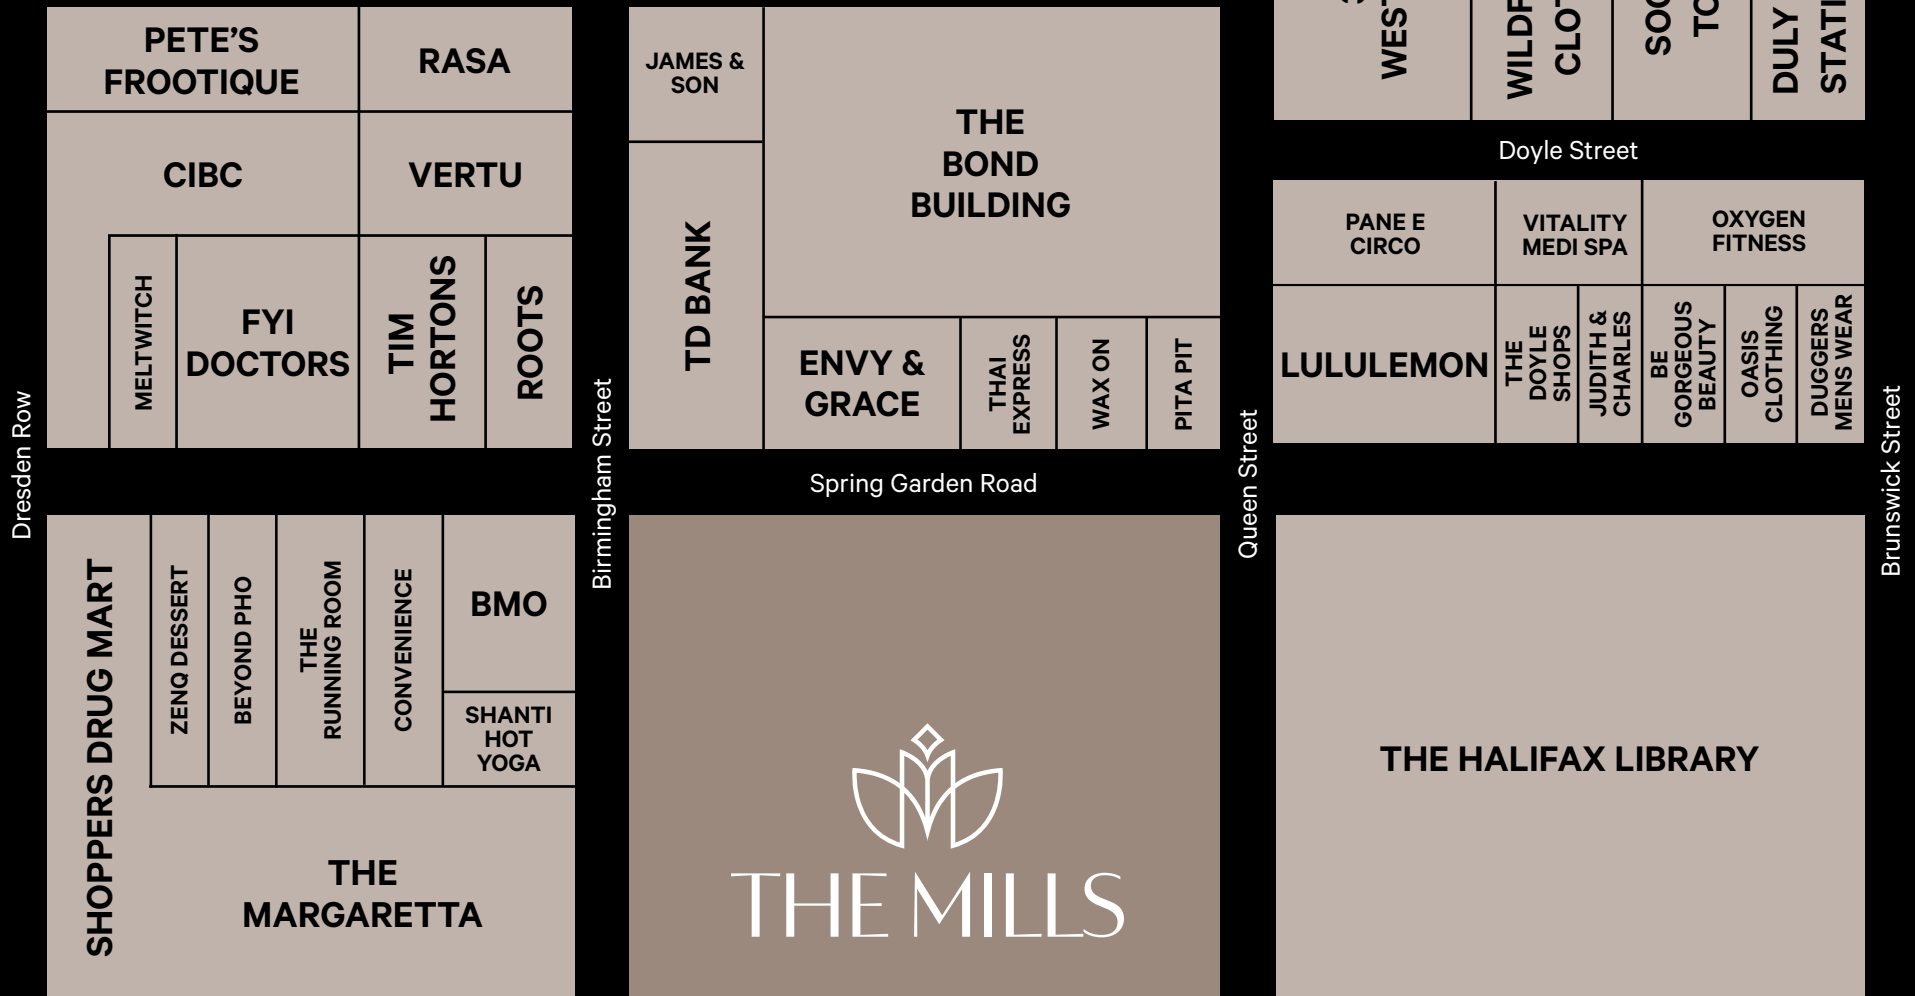 PETE’S
FROOTIQUE
RASA
CIBC
VERTU
MELTWITCH
FYI
DOCTORS
TIM
HORTONS
ROOTS
Dresden Row
Birmingham Street
JAMES &
SON
THE
BOND
BUILDING
TD BANK
ENVY &
GRACE
THAI
EXPRESS
WAX ON
PITA PIT
Spring Garden Road
Queen Street
WEST
DULY
Doyle Street
PANE E
CIRCO
VITALITY
MEDI SPA
OXYGEN
FITNESS
LULULEMON
THE
DOYLE
SHOPS
JUDITH &
CHARLES
BE
GORGEOUS
BEAUTY
OASIS
CLOTHING
DUGGERS
MENS WEAR
Brunswick Street
SHOPPERS DRUG MART
ZENQ DESSERT
BEYOND PHO
THE
RUNNING ROOM
CONVENIENCE
BMO
SHANTI
HOT
YOGA
THE
MARGARETTA
THE MILLS
THE HALIFAX LIBRARY